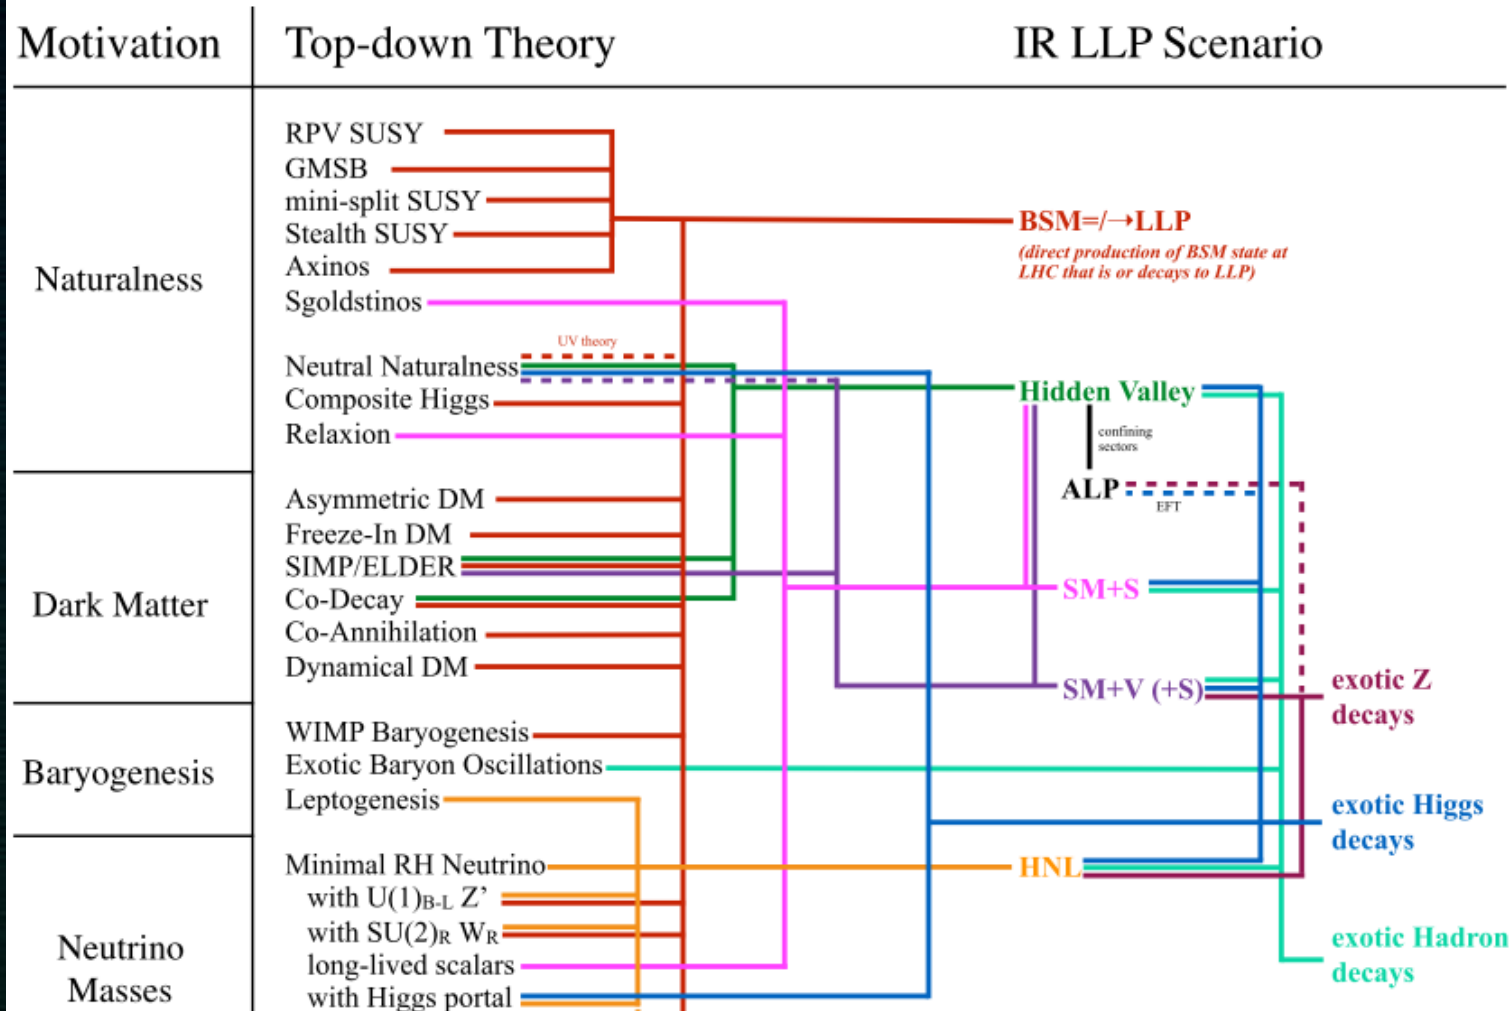 Motivation
Top-down Theory
IR LLP Scenario
Naturalness
RPV SUSY
GMSB
mini-split SUSY
Stealth SUSY
Axinos
Sgoldstinos
UV theory
Neutral Naturalness
Composite Higgs
Relaxion
BSM=/→LLP
(direct production of BSM state at
LHC that is or decays to LLP)
Hidden Valley
confining
sectors
ALP
EFT
Dark Matter
Asymmetric DM
Freeze-In DM
SIMP/ELDER
Co-Decay
Co-Annihilation
Dynamical DM
SM+S
SM+V (+S)
exotic Z
decays
Baryogenesis
WIMP Baryogenesis
Exotic Baryon Oscillations
Leptogenesis
exotic Higgs
decays
Neutrino
Masses
Minimal RH Neutrino
with U(1)B-L Z’
with SU(2)R WR
long-lived scalars
with Higgs portal
HNL
exotic Hadron
decays